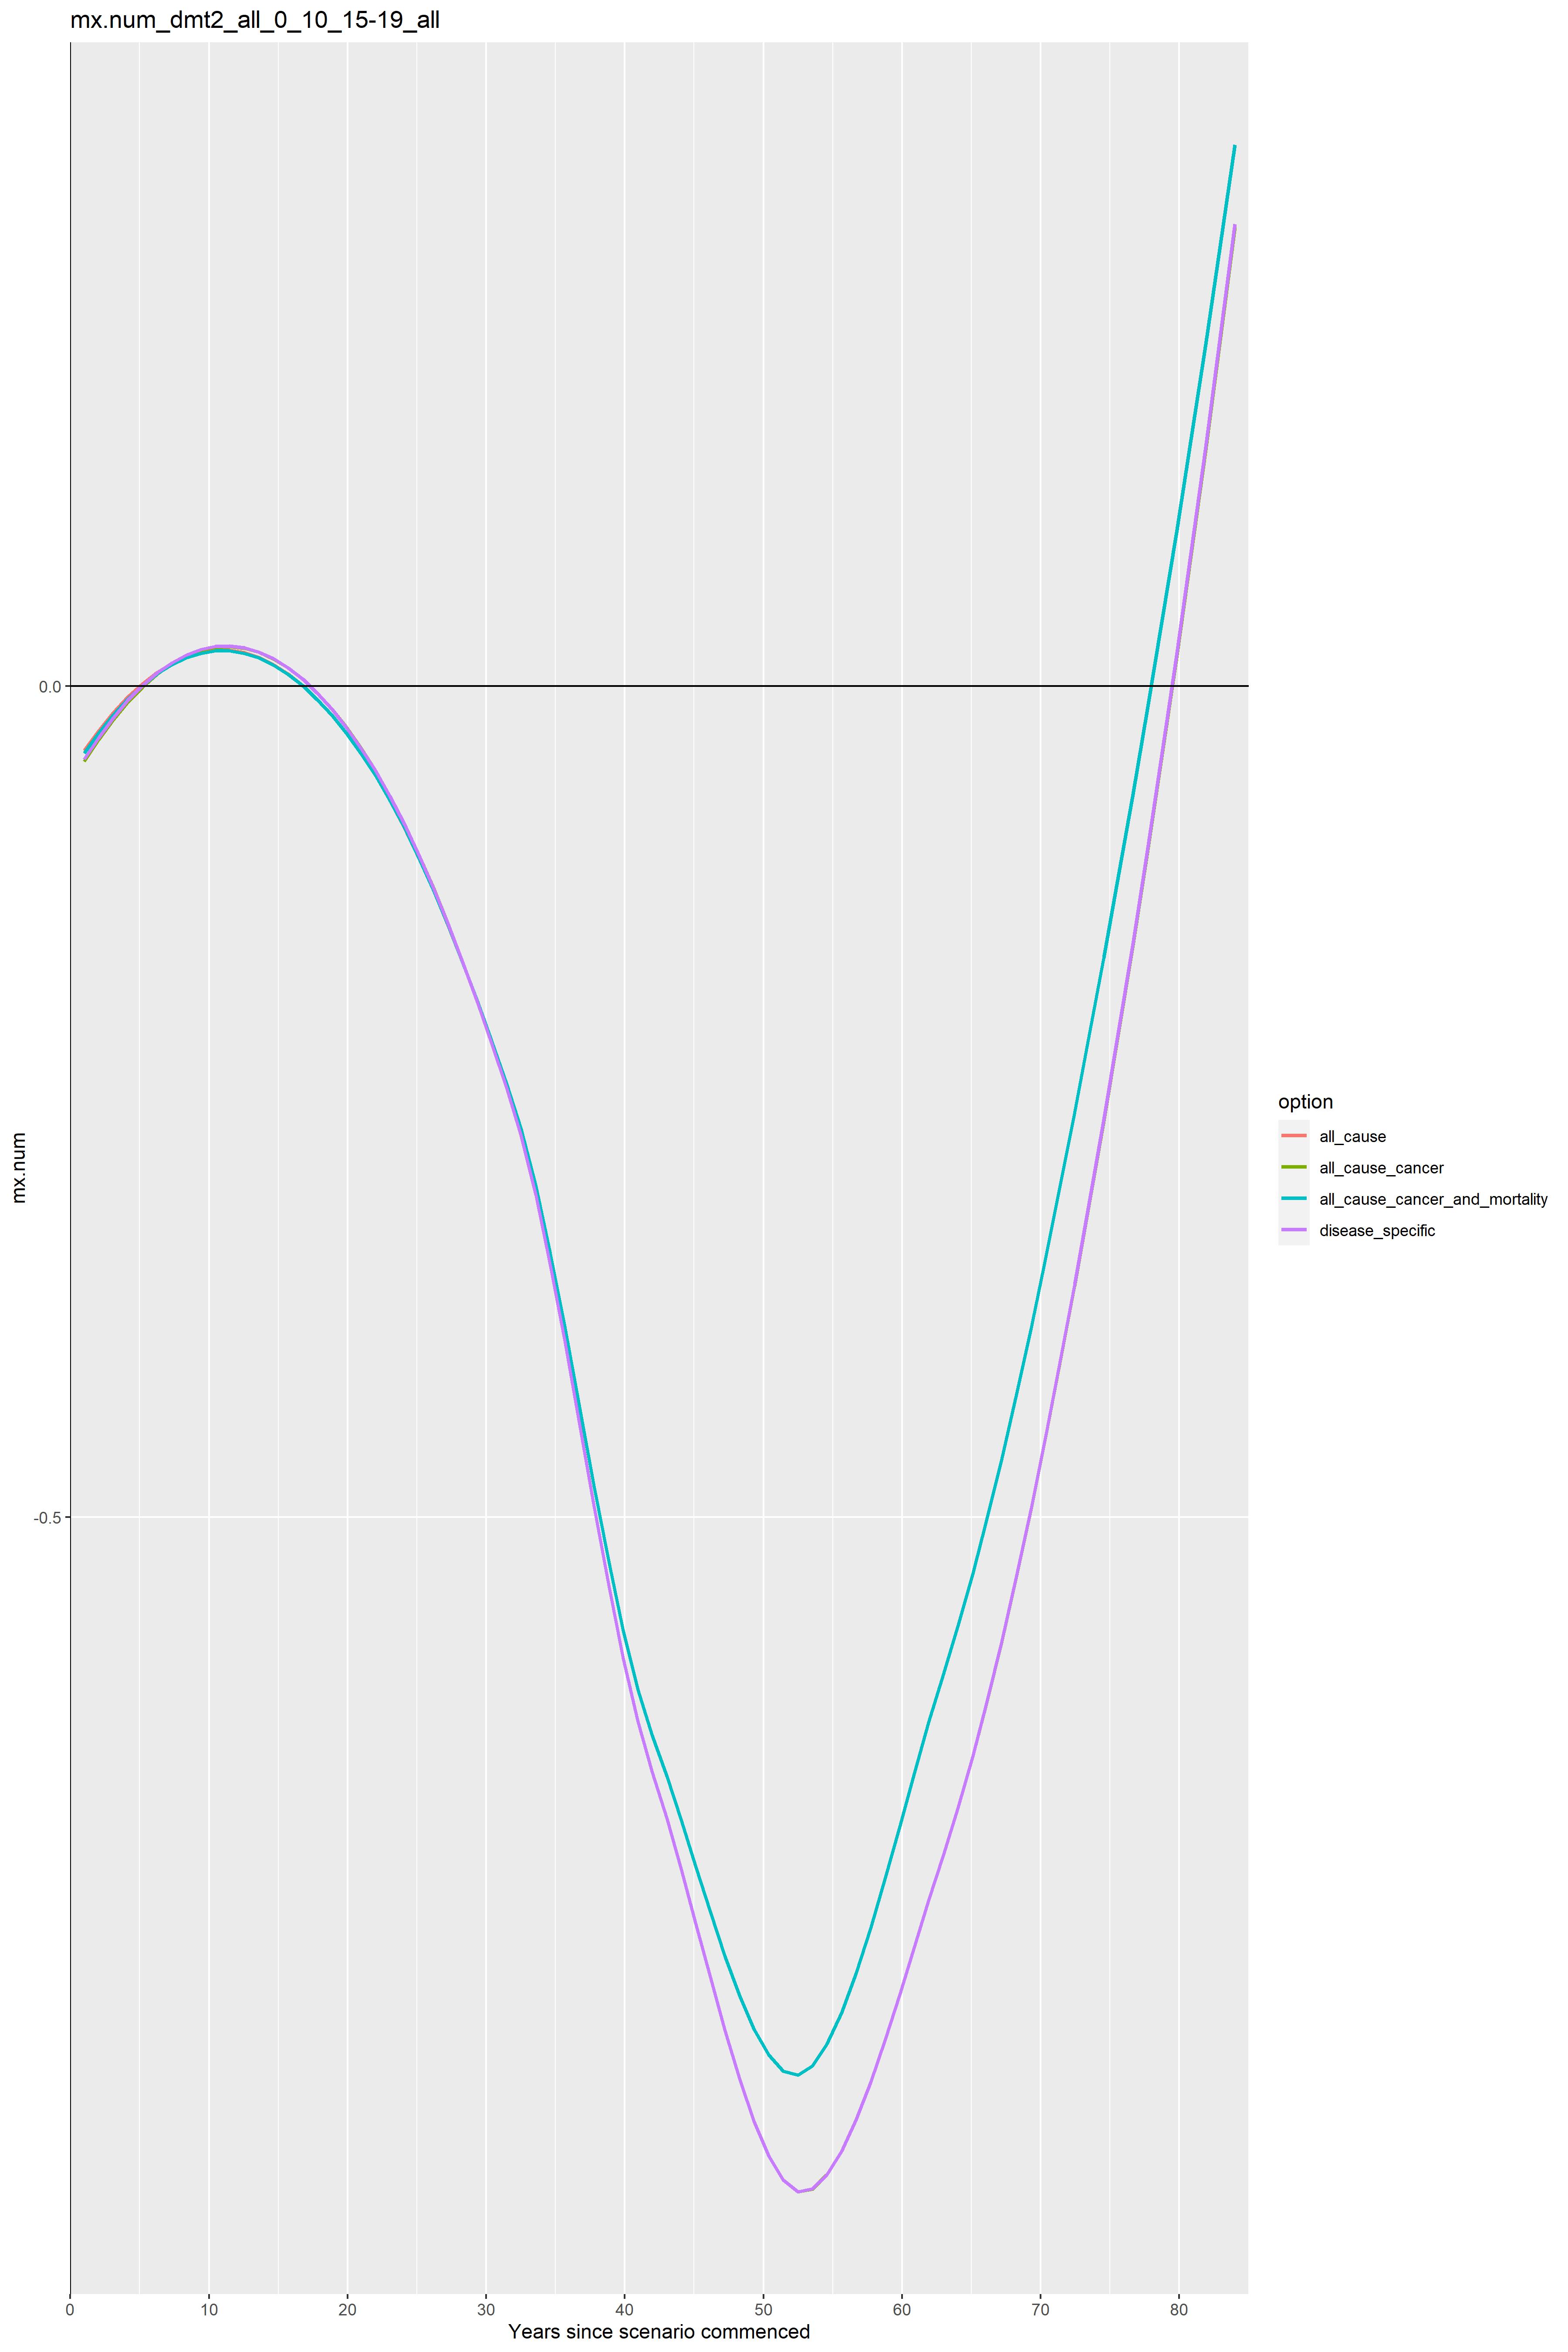 mx.num_dmt2_all_0_10_15-19_all
0.0
-0.5
mx.num
0 10 20 30 40 50 60 70 80
Years since scenario commenced
option
all_cause
all_cause_cancer
all_cause_cancer_and_mortality
disease_specific